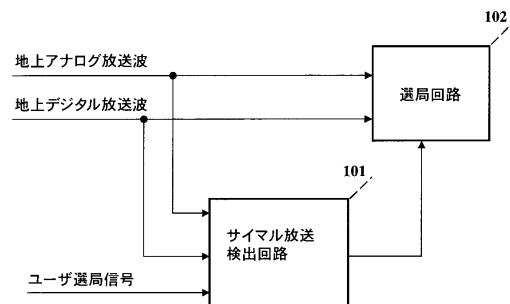 102
地上アナログ放送波
選局回路
地上デジタル放送波
101
サイマル放送
検出回路
ユーザ選局信号